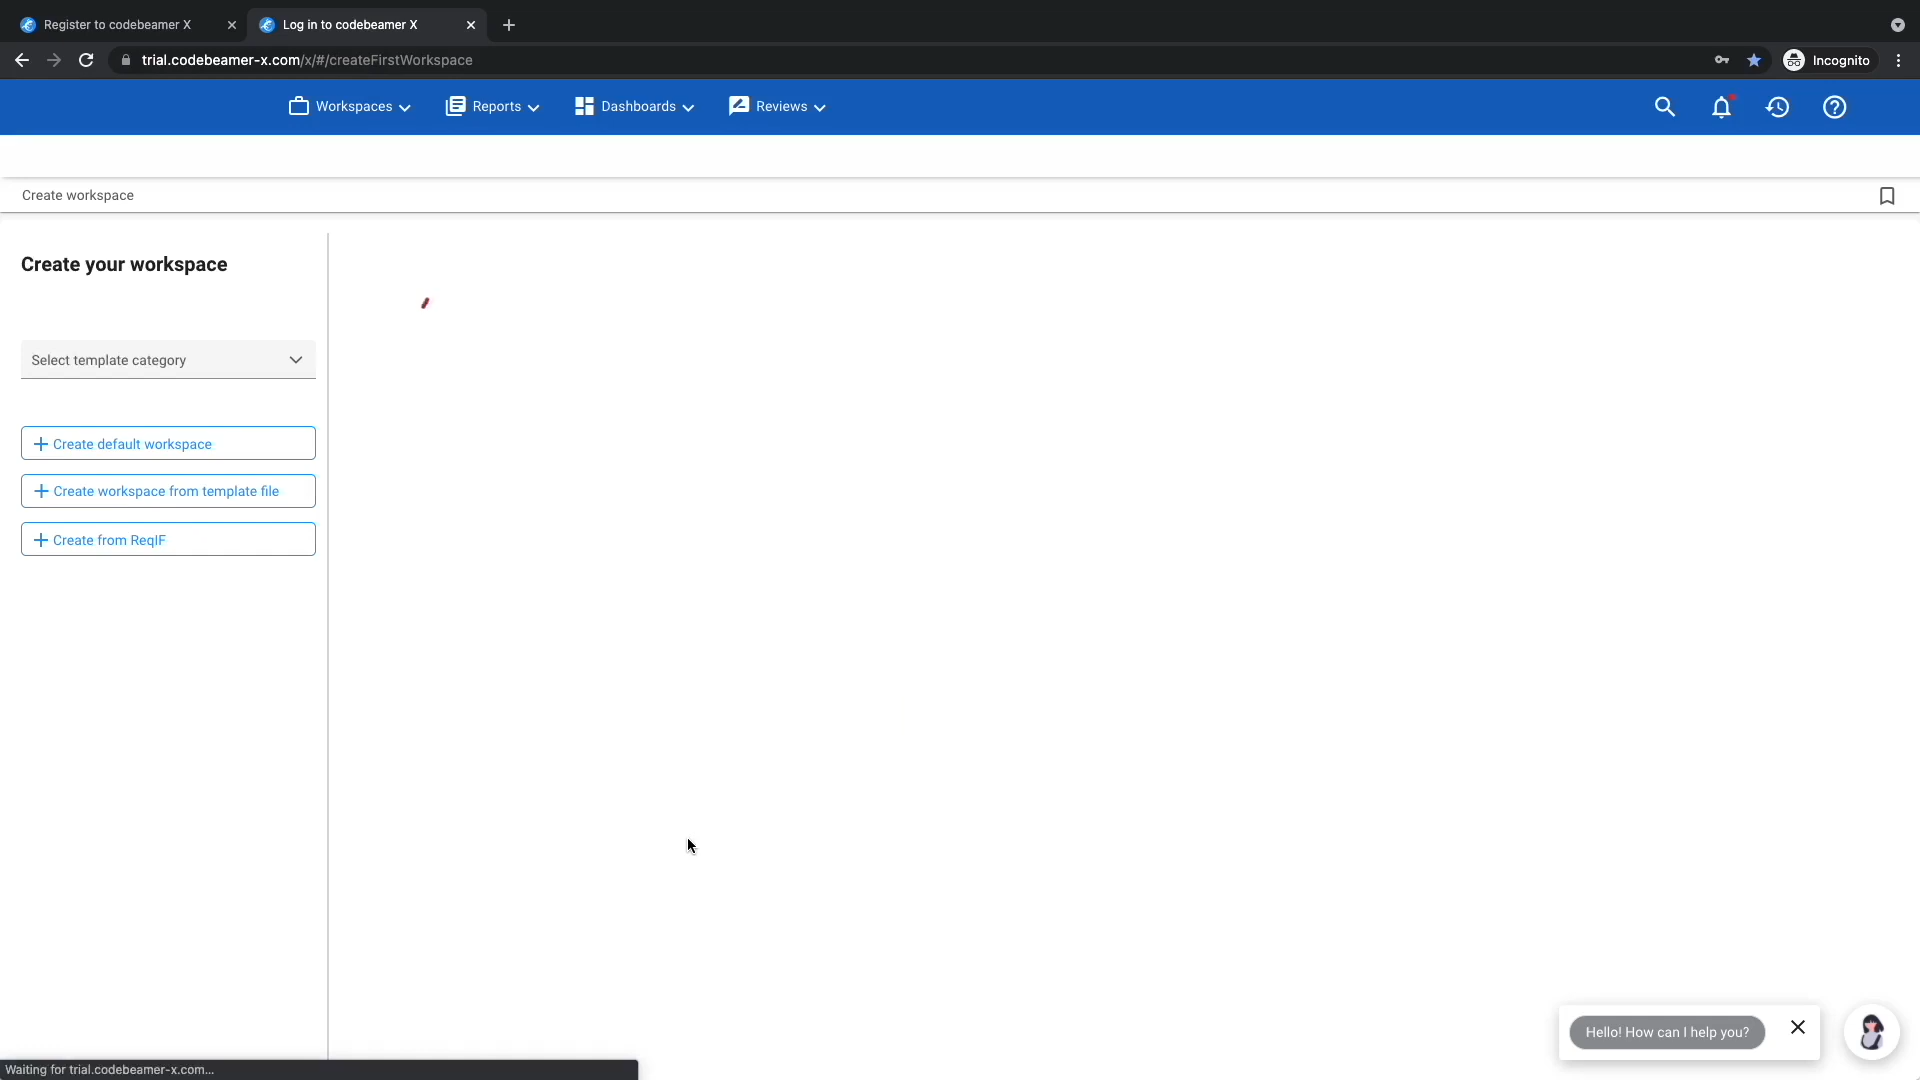 Register to codebeamer X
Log in to codebeamer X
trial.codebeamer-x.com/x/#/createFirstWorkspace
Incognito
Workspaces
Reports
Dashboards
Reviews
Create workspace
Create your workspace
Select template category
Create default workspace
Create workspace from template file
Create from ReqIF
Hello! How can I help you?
Waiting for trial.codebeamer-x.com...